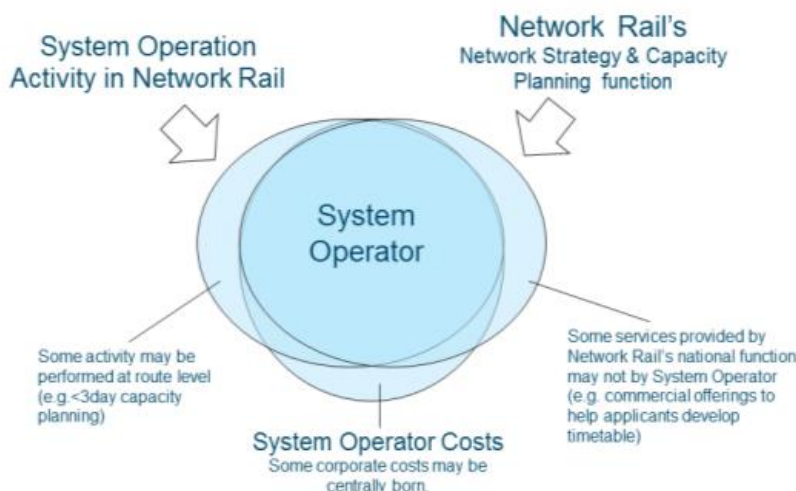 System Operation
Activity in Network Rail
Network Rail's
Network Strategy & Capacity
Planning function
System
Operator
Some activity may be
performed at route level
(e.g.<3day capacity
planning)
Some services provided by
Network Rail's national function
may not by System Operator
(e.g. commercial offerings to
help applicants develop
timetable)
System Operator Costs
Some corporate costs may be
centrally born.